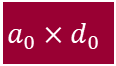 a₀ × d₀